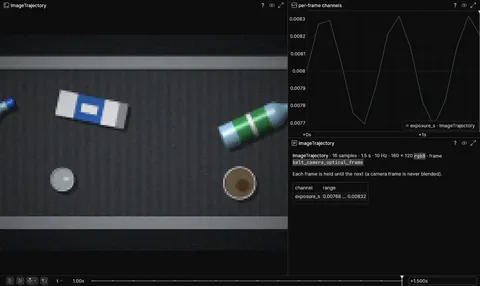 ImageTrajectory
per-frame channels
0.0083
0.0082
0.0081
0.0080
0.0079
0.0078
0.0077
exposure_s · ImageTrajectory
+0s
+1s
ImageTrajectory
ImageTrajectory · 16 samples · 1.5 s · 10 Hz · 160 × 120 rgb8 · frame
belt_camera_optical_frame
Each frame is held until the next (a camera frame is never blended).
channel range
exposure_s 0.00768 … 0.00832
1.00x
+1.500s